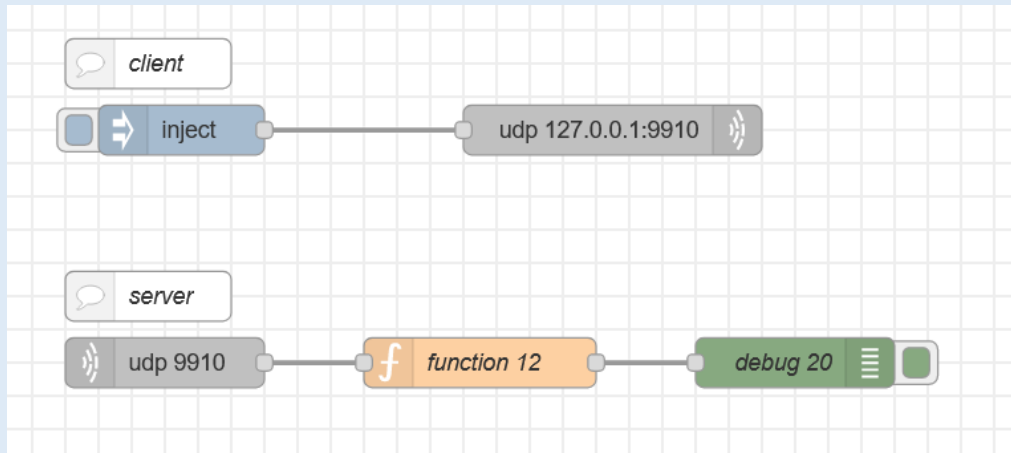 client
inject
udp 127.0.0.1:9910
server
udp 9910
function 12
debug 20